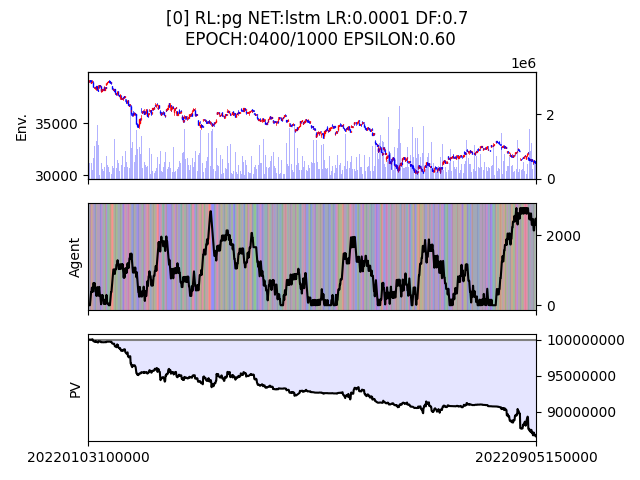 [0] RL:pg NET:lstm LR:0.0001 DF:0.7
EPOCH:0400/1000 EPSILON:0.60
1e6
Env.
35000
30000
2
0
Agent
2000
0
PV
100000000
95000000
90000000
20220103100000
20220905150000